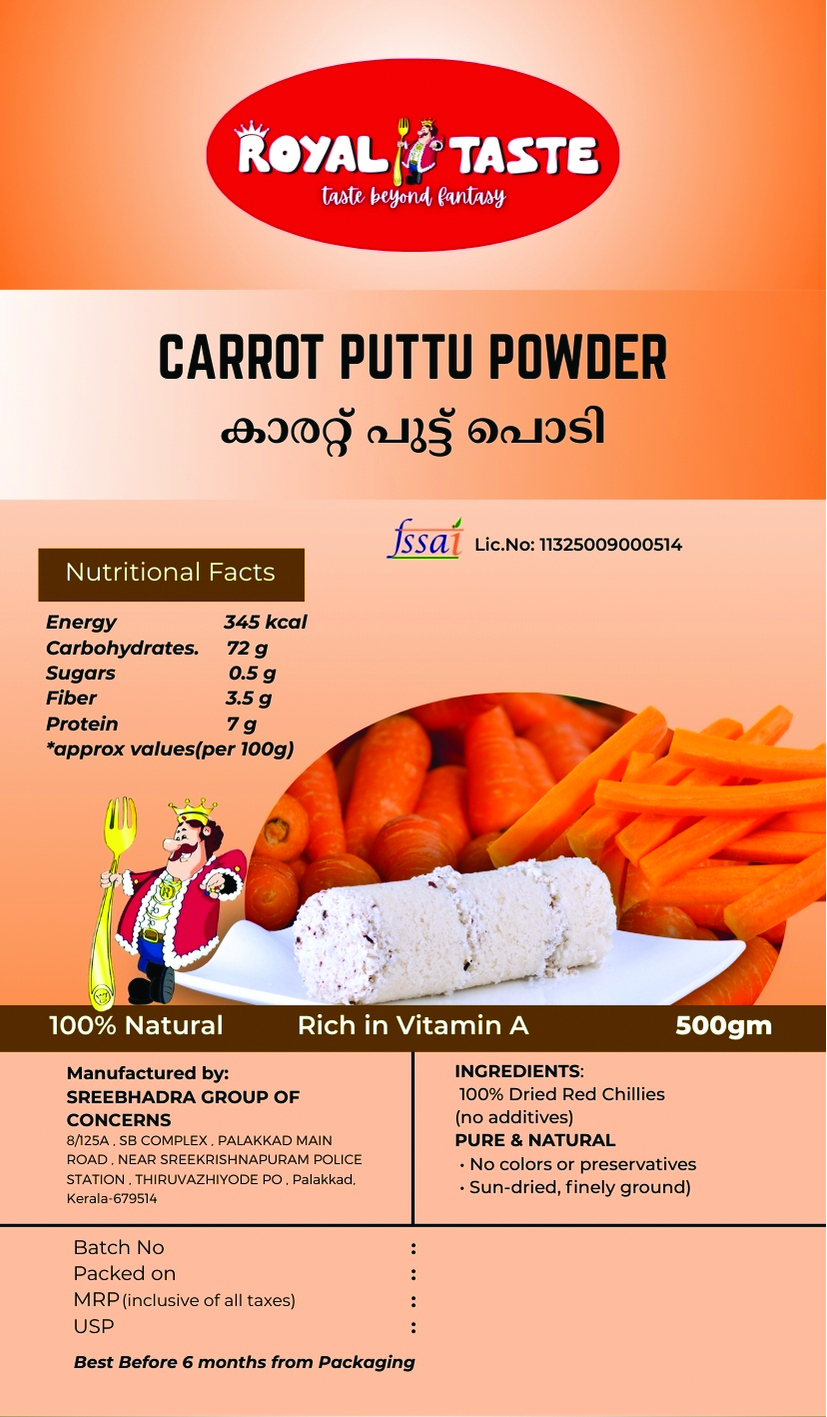 ROYAL TASTE
taste beyond fantasy
CARROT PUTTU POWDER
കാരറ്റ് പുട്ട് പൊടി
fssai Lic.No: 11325009000514
Nutritional Facts
Energy 345 kcal
Carbohydrates. 72 g
Sugars 0.5 g
Fiber 3.5 g
Protein 7 g
*approx values(per 100g)
100% Natural Rich in Vitamin A 500gm
Manufactured by:
SREEBHADRA GROUP OF
CONCERNS
8/125A , SB COMPLEX , PALAKKAD MAIN
ROAD , NEAR SREEKRISHNAPURAM POLICE
STATION , THIRUVAZHIYODE PO , Palakkad,
Kerala-679514
INGREDIENTS:
100% Dried Red Chillies
(no additives)
PURE & NATURAL
• No colors or preservatives
• Sun-dried, finely ground)
Batch No :
Packed on :
MRP(inclusive of all taxes) :
USP :
Best Before 6 months from Packaging